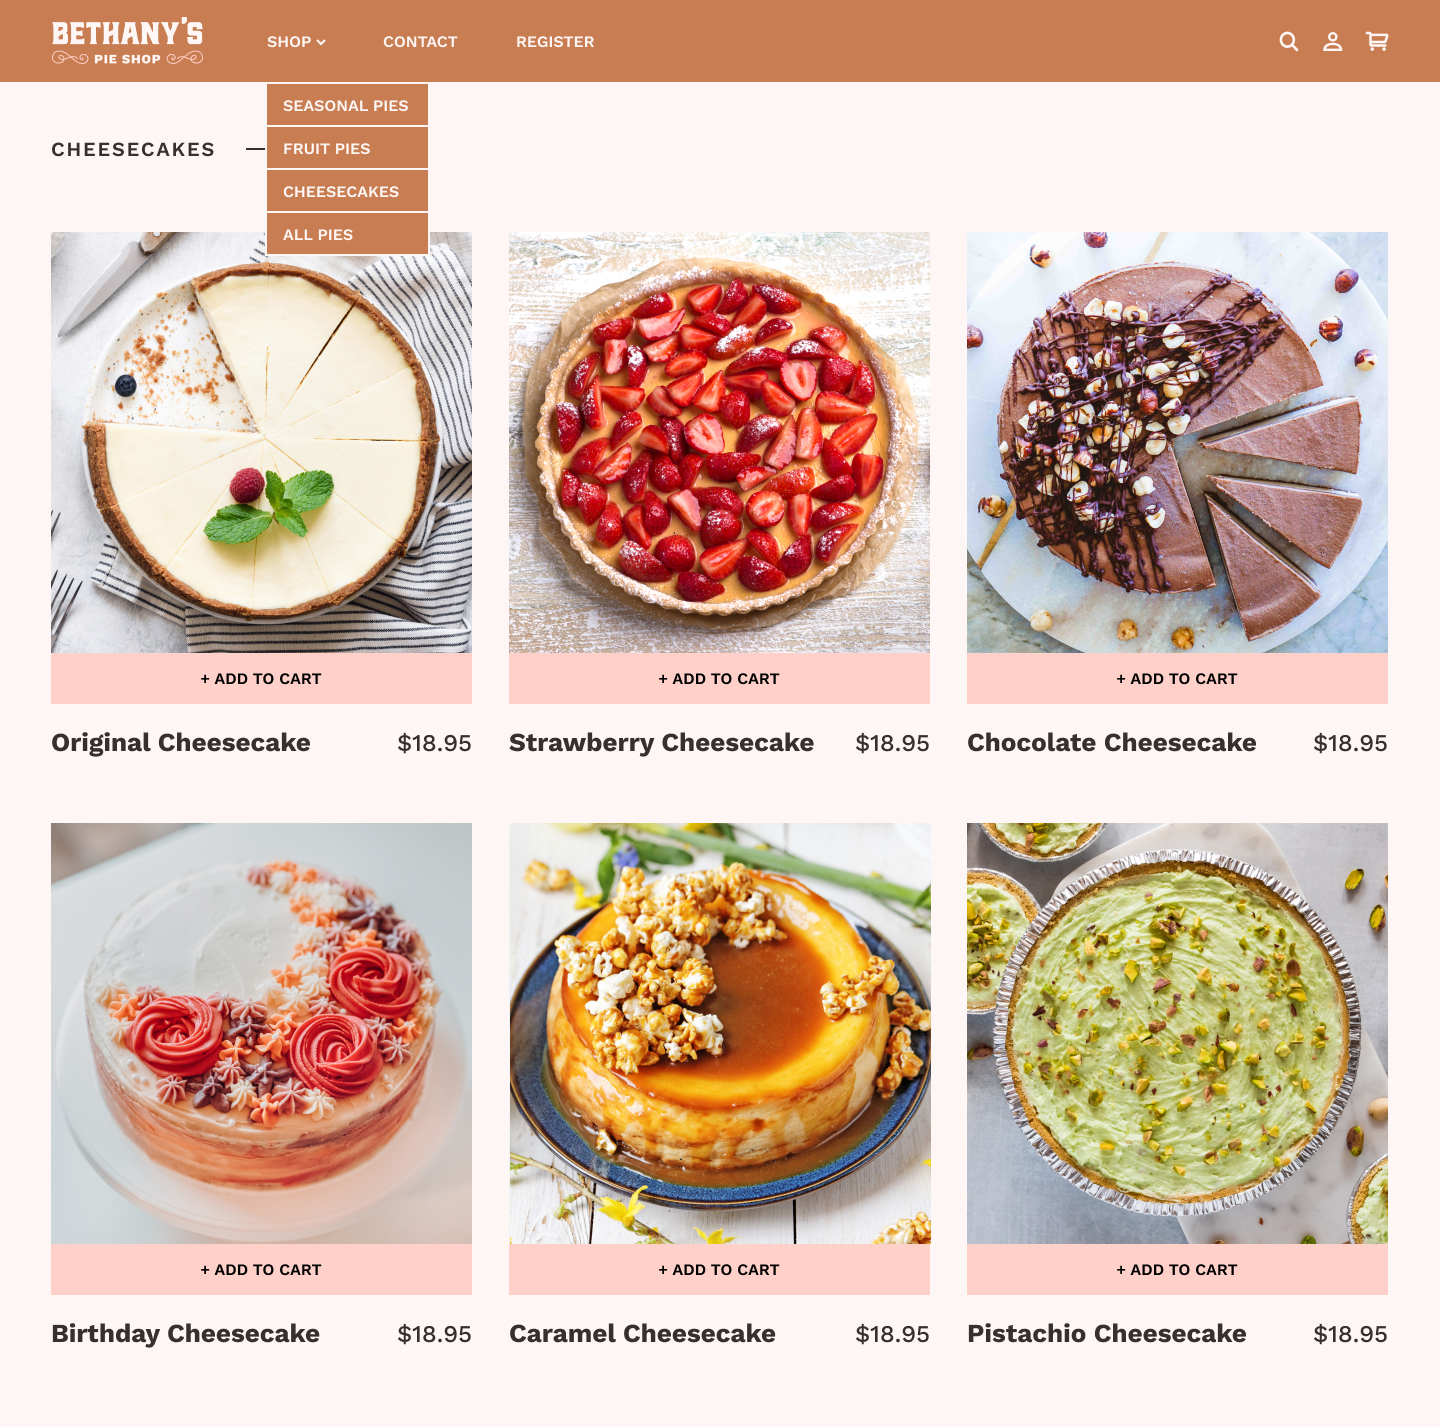 BETHANY'S
PIE SHOP
SHOP
CONTACT
REGISTER
SEASONAL PIES
FRUIT PIES
CHEESECAKES
ALL PIES
CHEESECAKES
+ ADD TO CART
+ ADD TO CART
+ ADD TO CART
Original Cheesecake $18.95
Strawberry Cheesecake $18.95
Chocolate Cheesecake $18.95
+ ADD TO CART
+ ADD TO CART
+ ADD TO CART
Birthday Cheesecake $18.95
Caramel Cheesecake $18.95
Pistachio Cheesecake $18.95